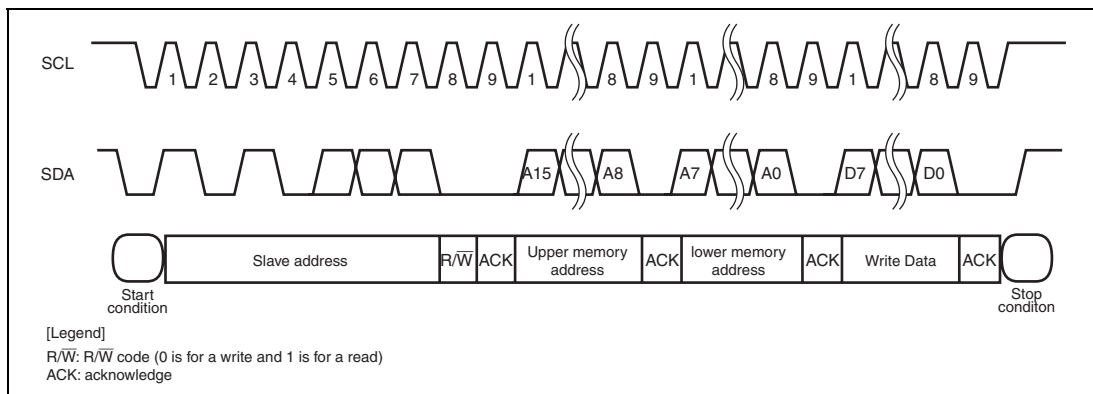 SCL
1 2 3 4 5 6 7 8 9 1 8 9 1 8 9 1 8 9
SDA
A15 A8 A7 A0 D7 D0
Slave address R/W̅ ACK Upper memory address ACK lower memory address ACK Write Data ACK
Start condition
Stop conditon
[Legend]
R/W̅: R/W̅ code (0 is for a write and 1 is for a read)
ACK: acknowledge